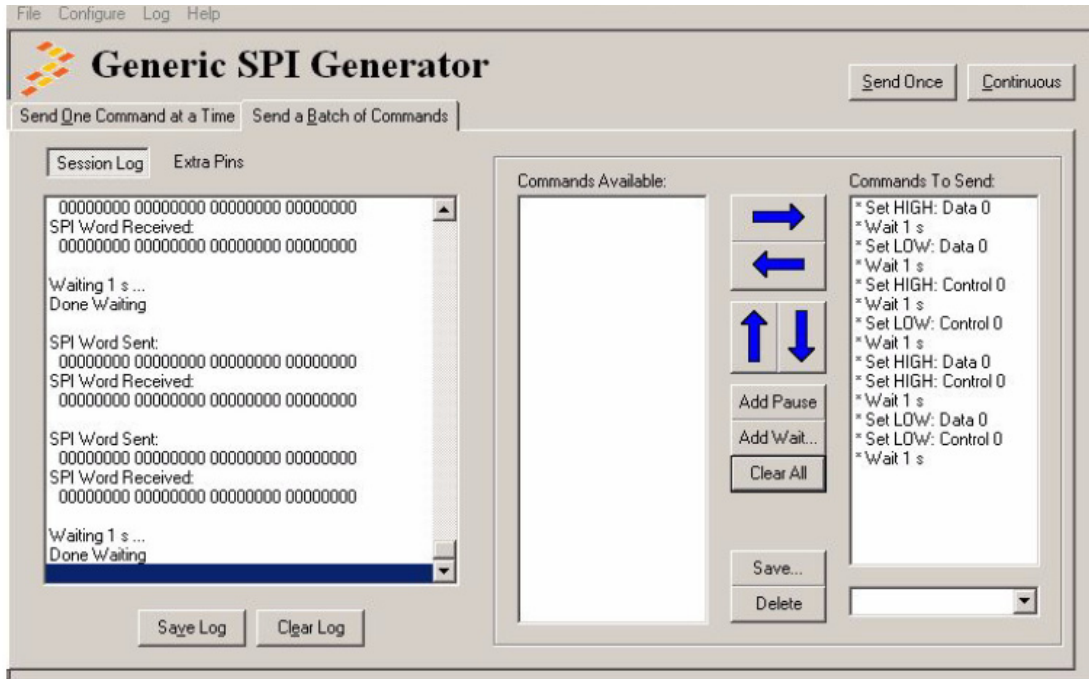 File Configure Log Help
Generic SPI Generator
Send Once Continuous
Send One Command at a Time Send a Batch of Commands
Session Log Extra Pins
00000000 00000000 00000000 00000000
SPI Word Received:
00000000 00000000 00000000 00000000
Waiting 1 s ...
Done Waiting
SPI Word Sent:
00000000 00000000 00000000 00000000
SPI Word Received:
00000000 00000000 00000000 00000000
SPI Word Sent:
00000000 00000000 00000000 00000000
SPI Word Received:
00000000 00000000 00000000 00000000
Waiting 1 s ...
Done Waiting
Save Log Clear Log
Commands Available:
Add Pause
Add Wait...
Clear All
Save...
Delete
Commands To Send:
* Set HIGH: Data 0
* Wait 1 s
* Set LOW: Data 0
* Wait 1 s
* Set HIGH: Control 0
* Wait 1 s
* Set LOW: Control 0
* Wait 1 s
* Set HIGH: Data 0
* Set HIGH: Control 0
* Wait 1 s
* Set LOW: Data 0
* Set LOW: Control 0
* Wait 1 s